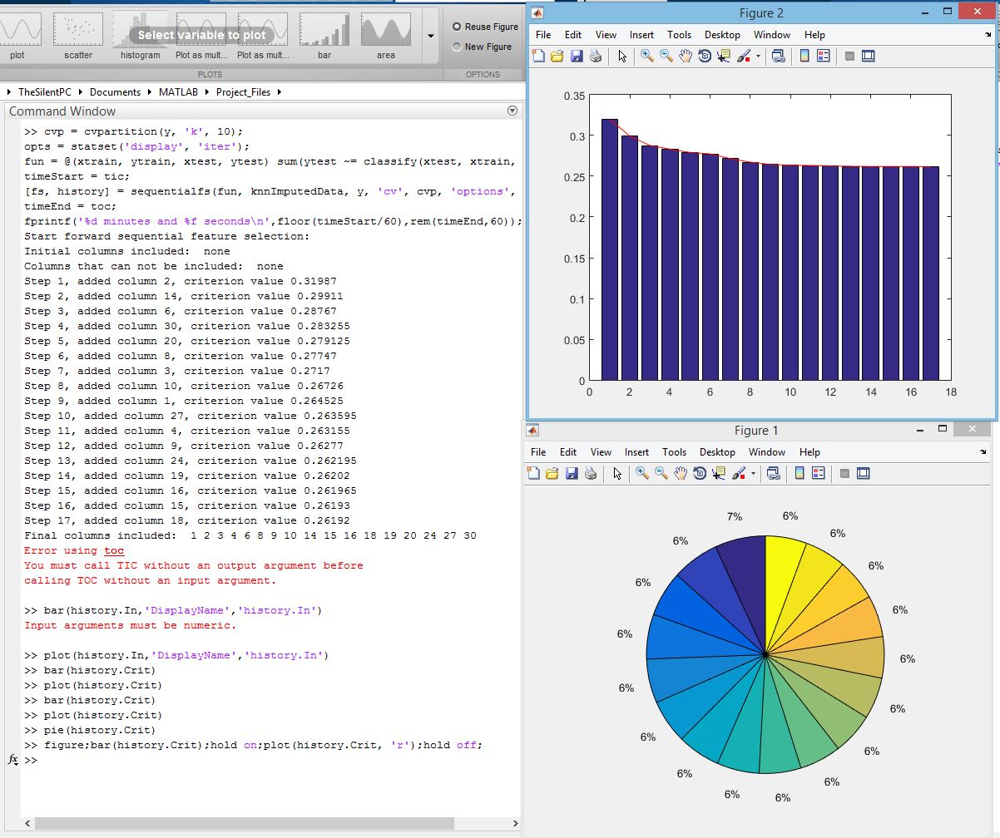 Select variable to plot
plot scatter histogram Plot as mult... Plot as mult... bar area
Reuse Figure
New Figure
PLOTS OPTIONS
TheSilentPC Documents MATLAB Project_Files
Command Window
>> cvp = cvpartition(y, 'k', 10);
opts = statset('display', 'iter');
fun = @(xtrain, ytrain, xtest, ytest) sum(ytest ~= classify(xtest, xtrain,
timeStart = tic;
[fs, history] = sequentialfs(fun, knnImputedData, y, 'cv', cvp, 'options',
timeEnd = toc;
fprintf('%d minutes and %f seconds\n',floor(timeStart/60),rem(timeEnd,60));
Start forward sequential feature selection:
Initial columns included:  none
Columns that can not be included:  none
Step 1, added column 2, criterion value 0.31987
Step 2, added column 14, criterion value 0.29911
Step 3, added column 6, criterion value 0.28767
Step 4, added column 30, criterion value 0.283255
Step 5, added column 20, criterion value 0.279125
Step 6, added column 8, criterion value 0.27747
Step 7, added column 3, criterion value 0.2717
Step 8, added column 10, criterion value 0.26726
Step 9, added column 1, criterion value 0.264525
Step 10, added column 27, criterion value 0.263595
Step 11, added column 4, criterion value 0.263155
Step 12, added column 9, criterion value 0.26277
Step 13, added column 24, criterion value 0.262195
Step 14, added column 19, criterion value 0.26202
Step 15, added column 16, criterion value 0.261965
Step 16, added column 15, criterion value 0.26193
Step 17, added column 18, criterion value 0.26192
Final columns included:  1 2 3 4 6 8 9 10 14 15 16 18 19 20 24 27 30
Error using toc
You must call TIC without an output argument before
calling TOC without an input argument.
>> bar(history.In,'DisplayName','history.In')
Input arguments must be numeric.
>> plot(history.In,'DisplayName','history.In')
>> bar(history.Crit)
>> plot(history.Crit)
>> bar(history.Crit)
>> plot(history.Crit)
>> pie(history.Crit)
>> figure;bar(history.Crit);hold on;plot(history.Crit, 'r');hold off;
fx >>
Figure 2
File Edit View Insert Tools Desktop Window Help
0.35
0.3
0.25
0.2
0.15
0.1
0.05
0
0 2 4 6 8 10 12 14 16 18
Figure 1
File Edit View Insert Tools Desktop Window Help
7% 6%
6% 6%
6%
6%
6%
6%
6%
6%
6%
6%
6%
6%
6%
6%
6%